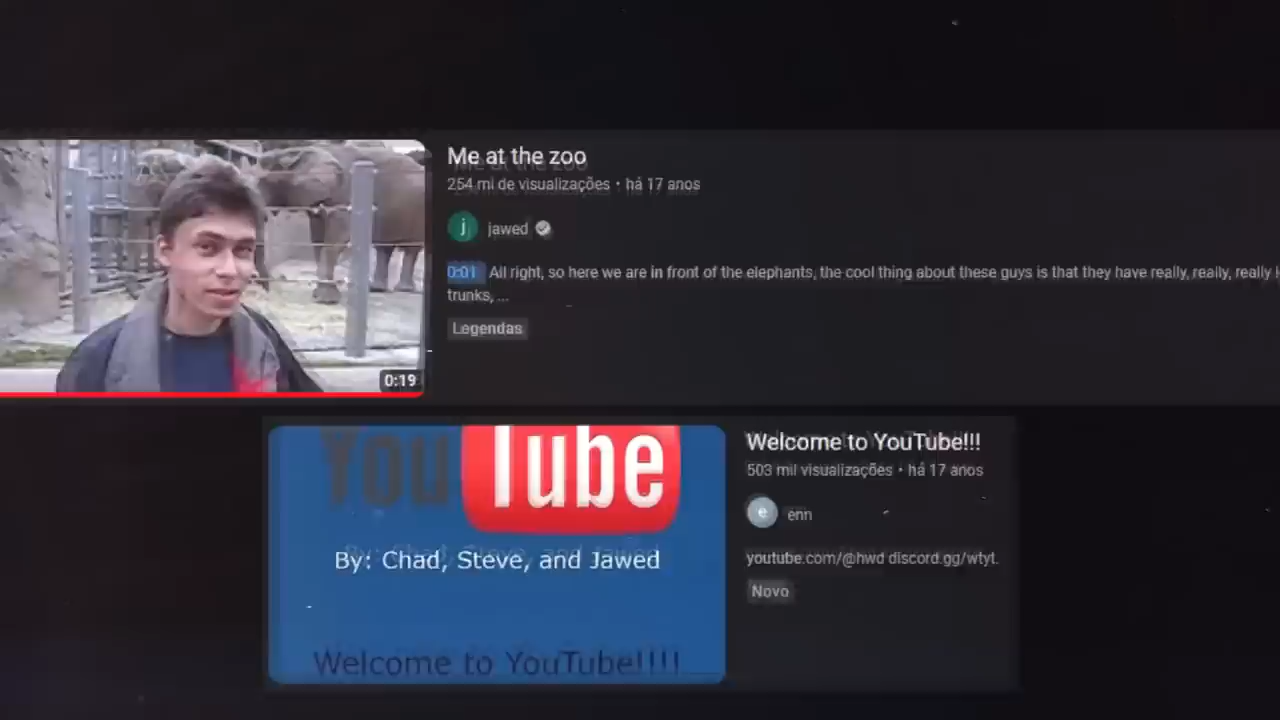 Me at the zoo
254 mi de visualizações • há 17 anos
j jawed
0:01 All right, so here we are in front of the elephants, the cool thing about these guys is that they have really, really, really
trunks, ...
Legendas
0:19
YouTube
By: Chad, Steve, and Jawed
Welcome to YouTube!!!!
Welcome to YouTube!!!
503 mil visualizações • há 17 anos
e enn
youtube.com/@hwd discord.gg/wtyt.
Novo